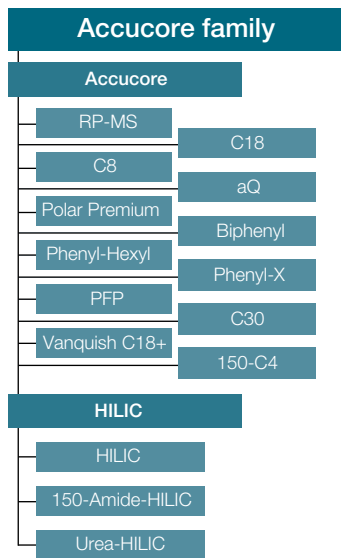 Accucore family
Accucore
RP-MS
C18
C8
aQ
Polar Premium
Biphenyl
Phenyl-Hexyl
Phenyl-X
PFP
C30
Vanquish C18+
150-C4
HILIC
HILIC
150-Amide-HILIC
Urea-HILIC